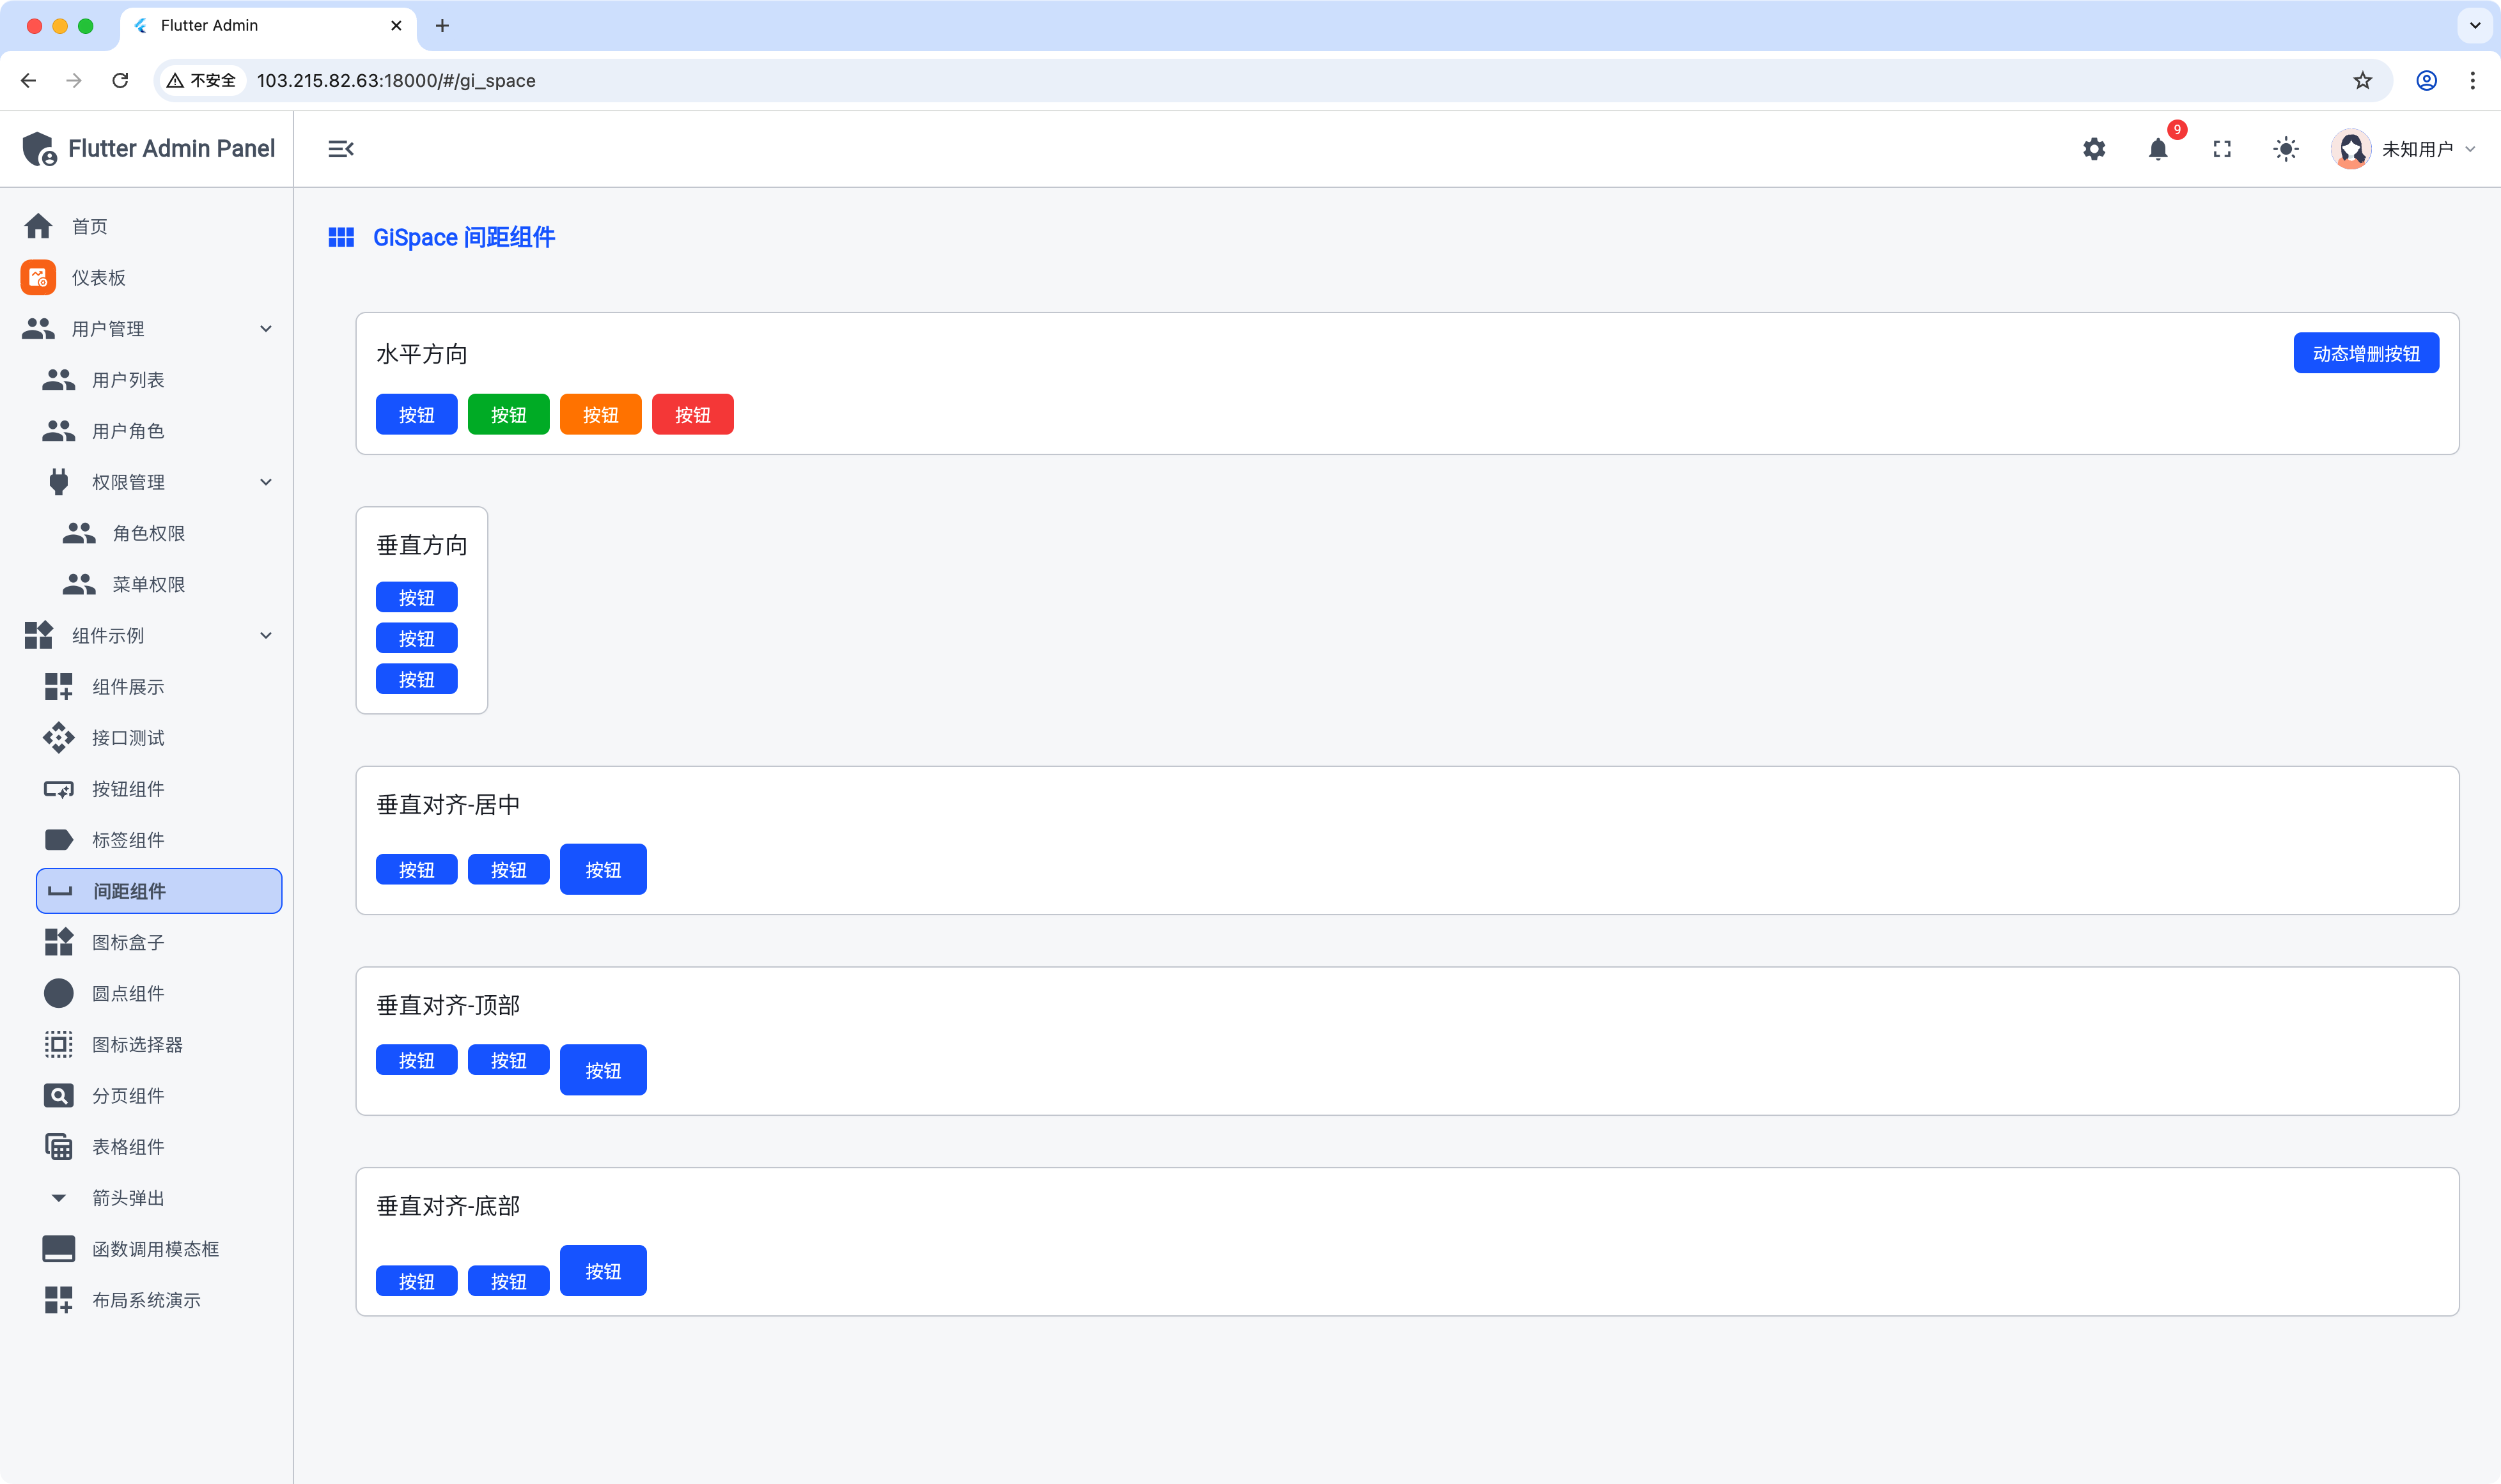 Flutter Admin
不安全 103.215.82.63:18000/#/gi_space
Flutter Admin Panel
9
未知用户
首页
仪表板
用户管理
用户列表
用户角色
权限管理
角色权限
菜单权限
组件示例
组件展示
接口测试
按钮组件
标签组件
间距组件
图标盒子
圆点组件
图标选择器
分页组件
表格组件
箭头弹出
函数调用模态框
布局系统演示
GiSpace 间距组件
水平方向
动态增删按钮
按钮 按钮 按钮 按钮
垂直方向
按钮
按钮
按钮
垂直对齐-居中
按钮 按钮 按钮
垂直对齐-顶部
按钮 按钮 按钮
垂直对齐-底部
按钮 按钮 按钮